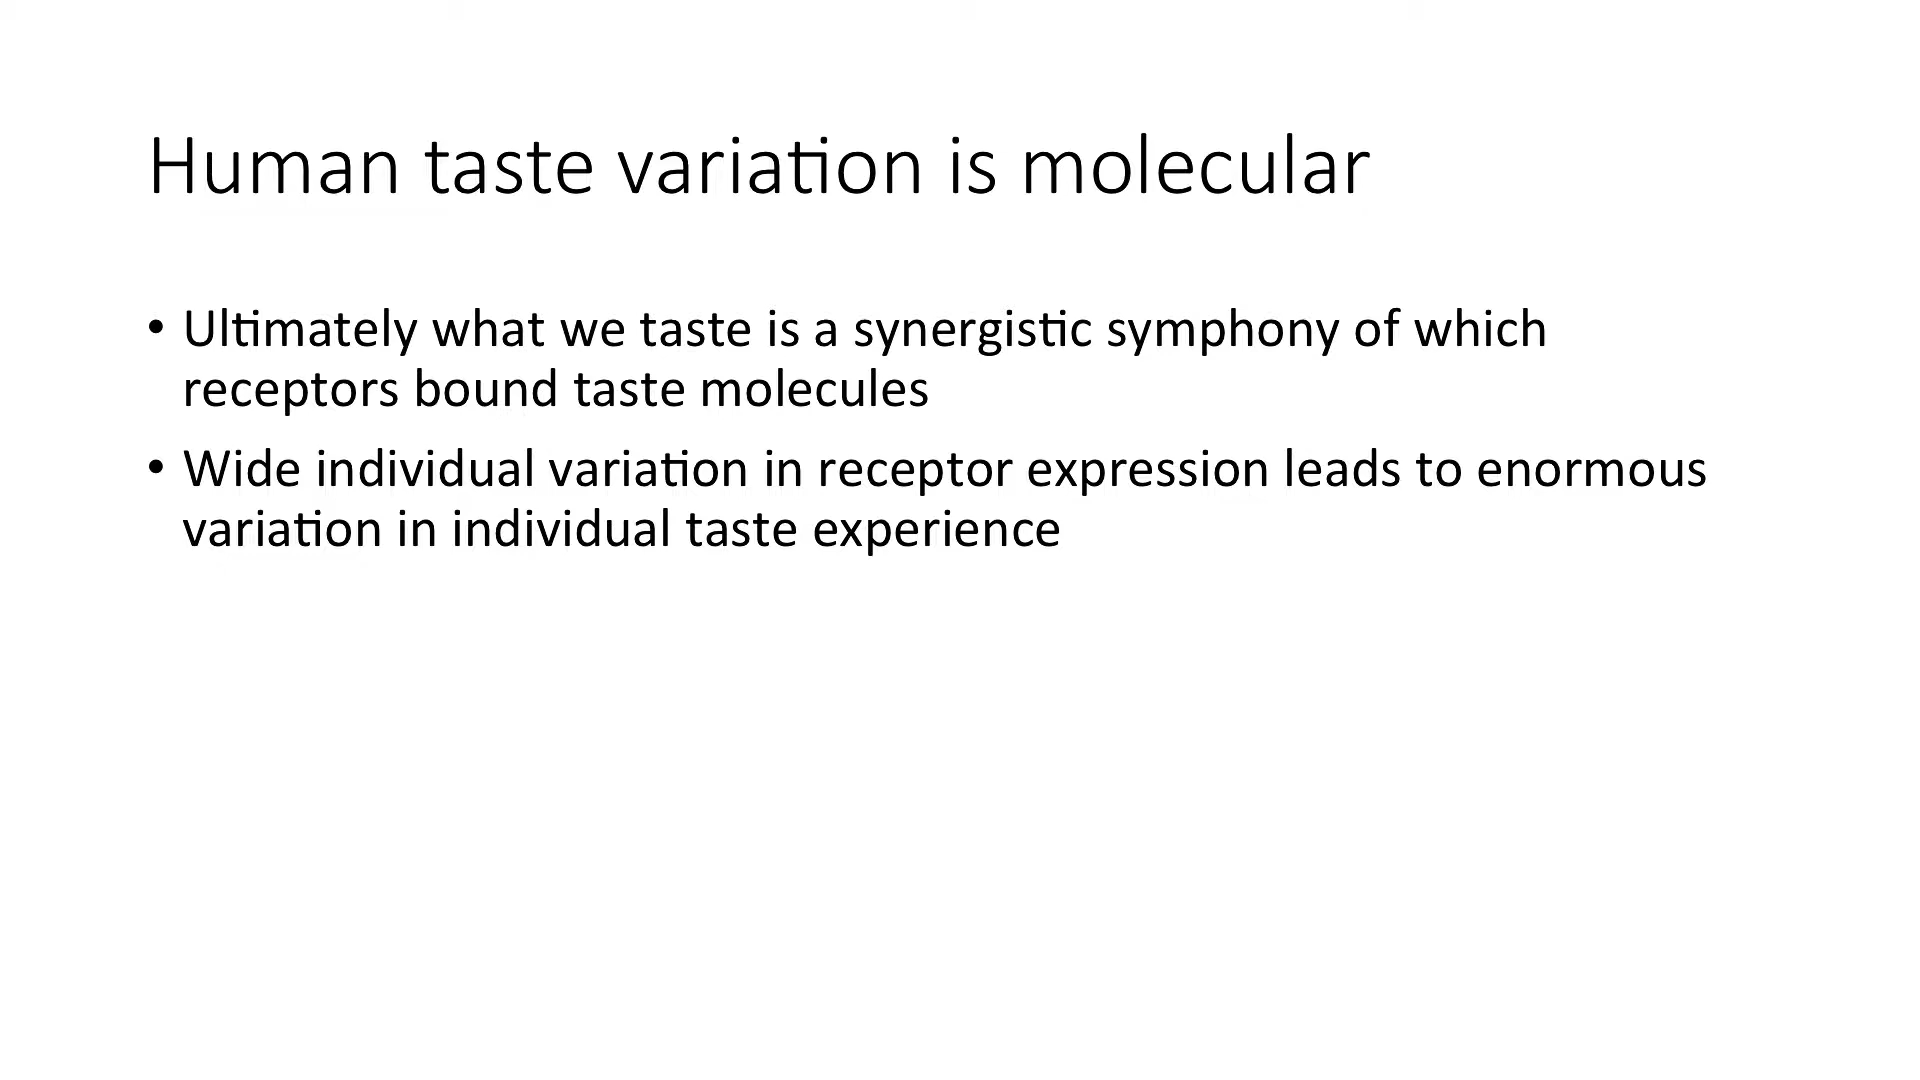 Human taste variation is molecular
• Ultimately what we taste is a synergistic symphony of which
receptors bound taste molecules
• Wide individual variation in receptor expression leads to enormous
variation in individual taste experience